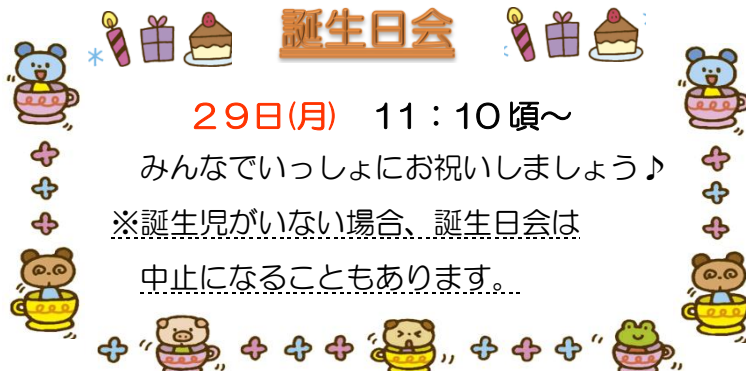 誕生日会
２９日(月)　１１：１０頃～
みんなでいっしょにお祝いしましょう♪
※誕生児がいない場合、誕生日会は
中止になることもあります。